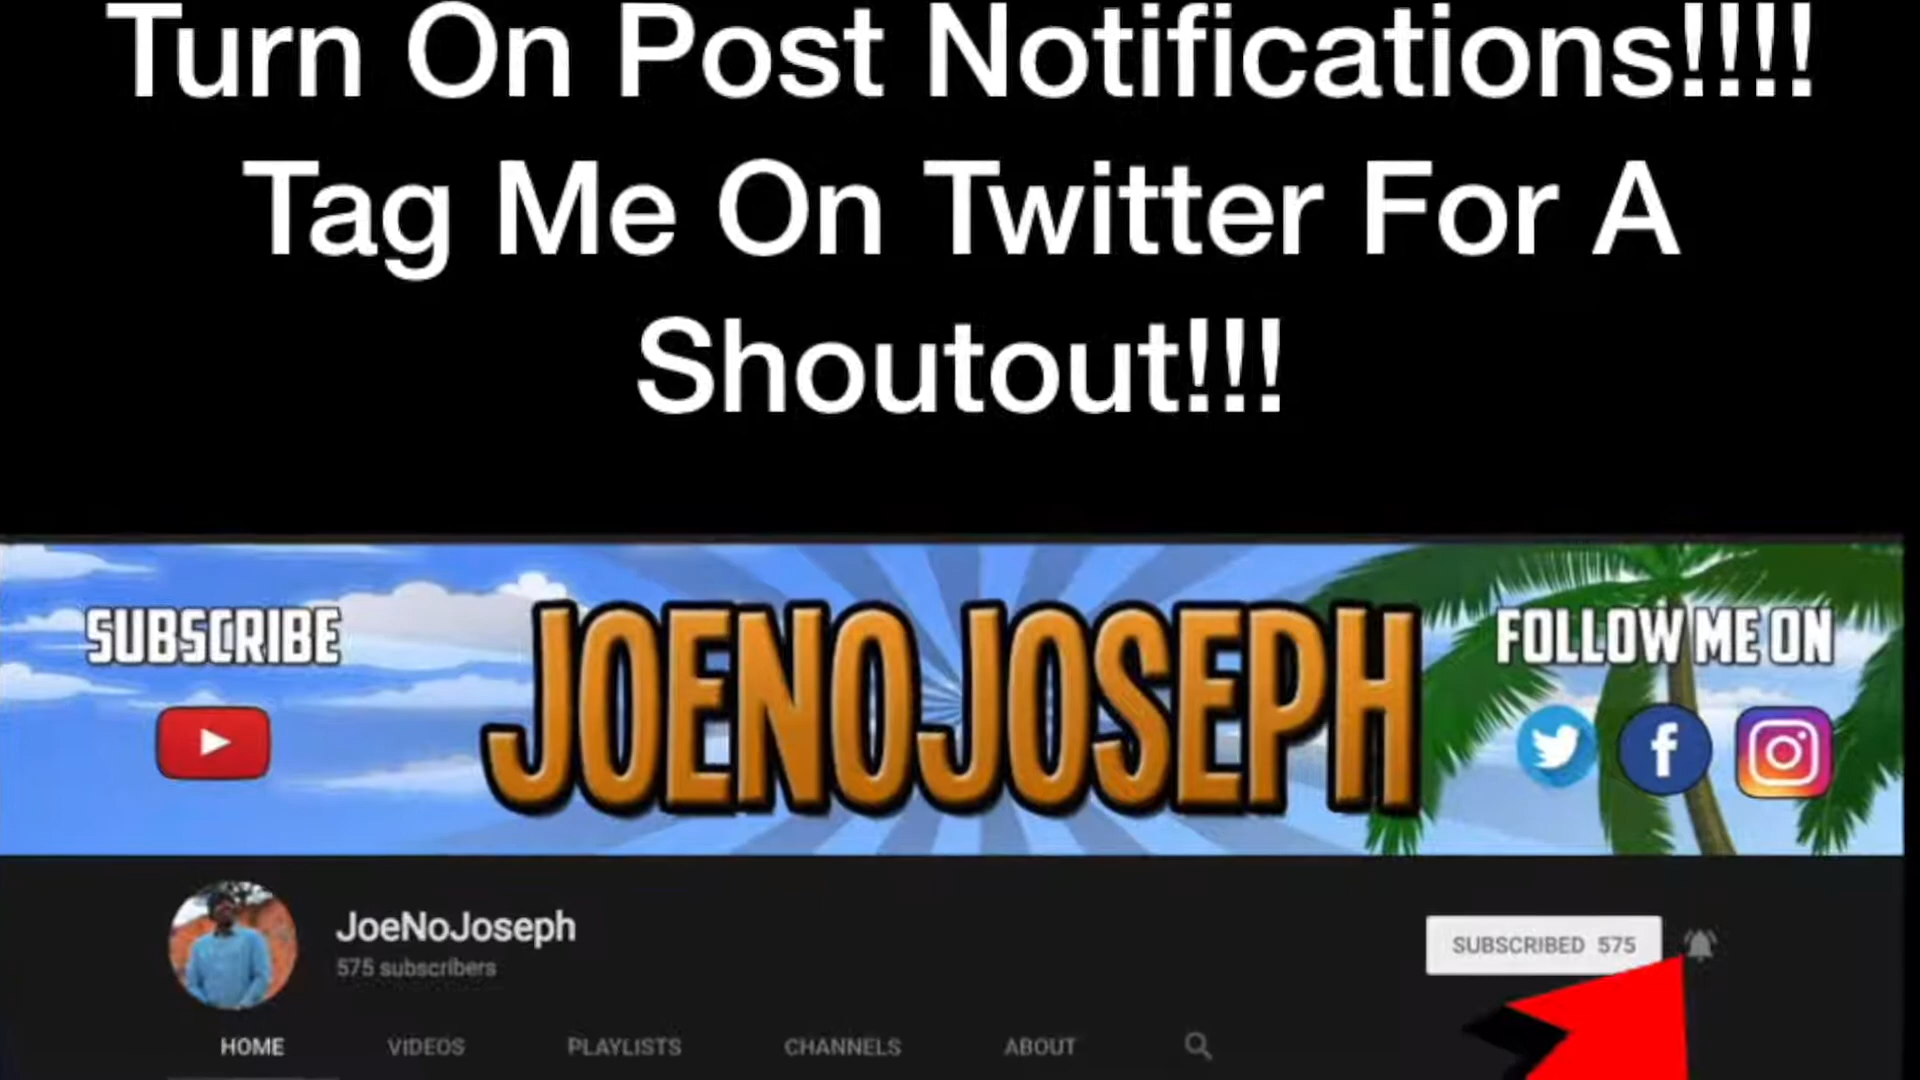 Turn On Post Notifications!!!!
Tag Me On Twitter For A
Shoutout!!!
SUBSCRIBE
JOENOJOSEPH
FOLLOW ME ON
JoeNoJoseph
575 subscribers
SUBSCRIBED 575
HOME VIDEOS PLAYLISTS CHANNELS ABOUT